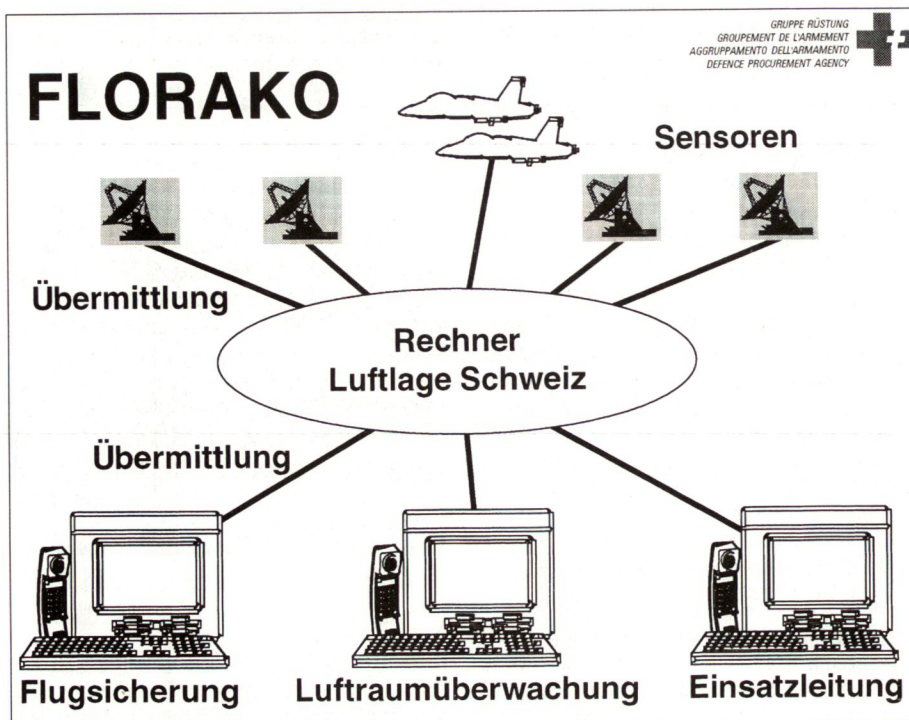 GRUPPE RÜSTUNG
GROUPEMENT DE L'ARMEMENT
AGGRUPPAMENTO DELL'ARMAMENTO
DEFENCE PROCUREMENT AGENCY
FLORAKO
Sensoren
Übermittlung
Rechner
Luftlage Schweiz
Übermittlung
Flugsicherung
Luftraumüberwachung
Einsatzleitung